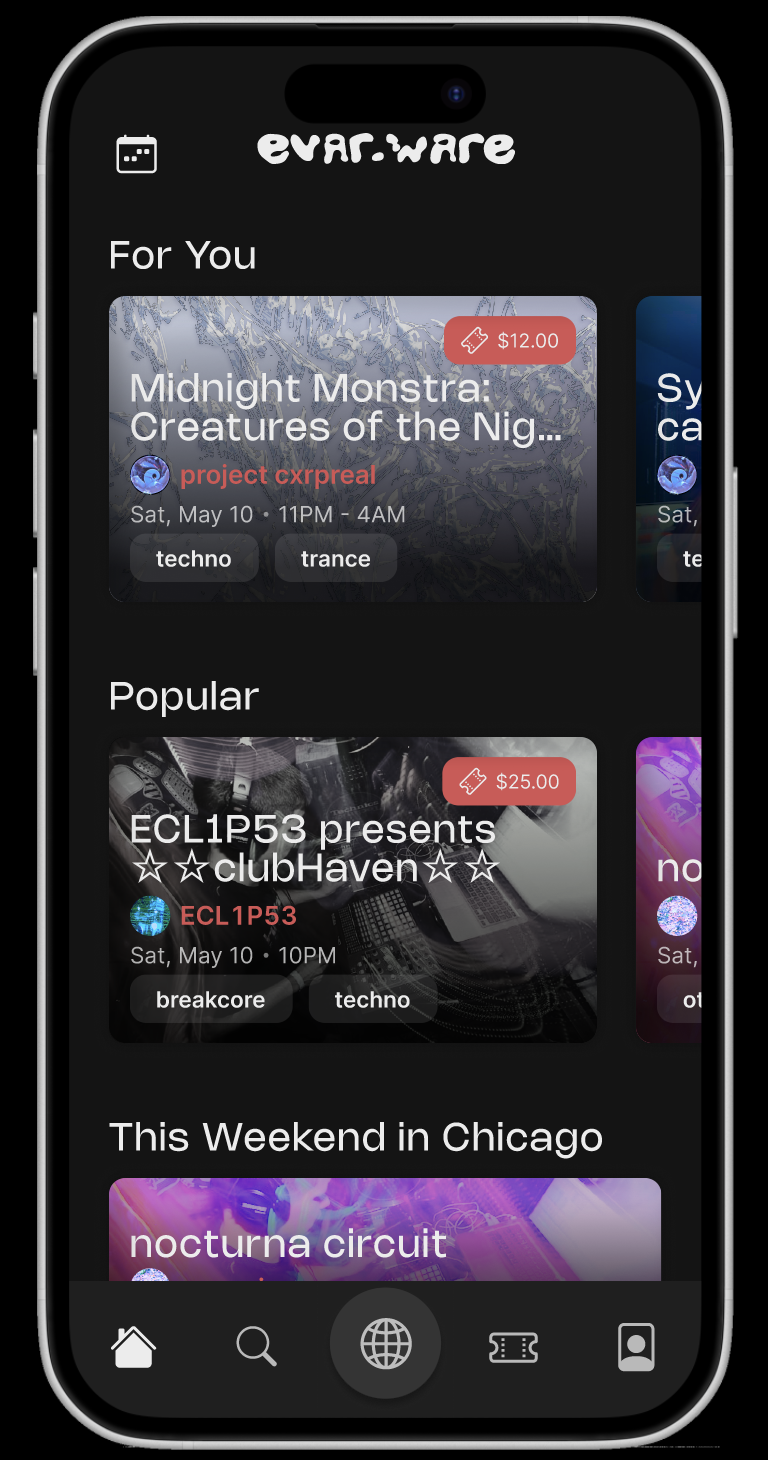 evar.ware
For You
$12.00
Midnight Monstra:
Creatures of the Nig...
project cxrpreal
Sat, May 10 • 11PM - 4AM
techno
trance
Sy
ca
Sat,
te
Popular
$25.00
ECL1P53 presents
☆☆clubHaven☆☆
ECL1P53
Sat, May 10 • 10PM
breakcore
techno
no
Sat,
ot
This Weekend in Chicago
nocturna circuit